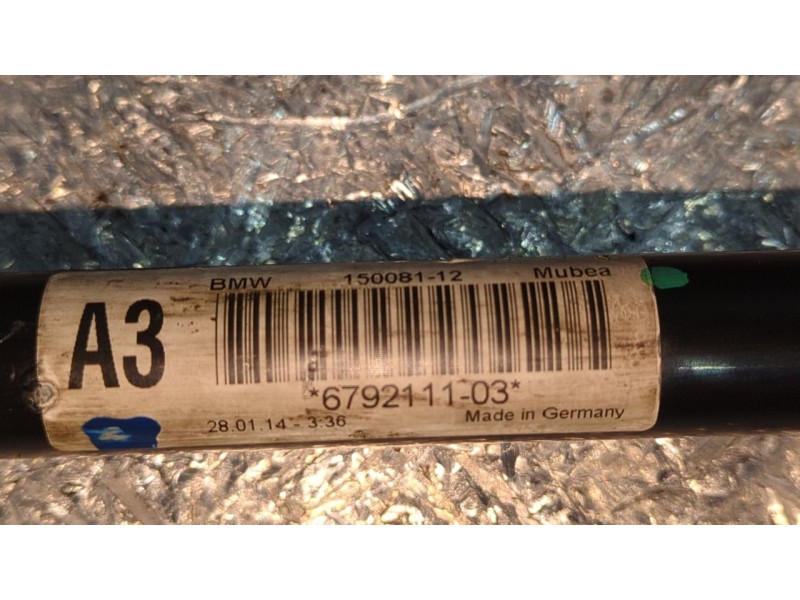 BMW 150081-12 Mubea
A3
*6792111-03*
28.01.14 - 3:36 Made in Germany